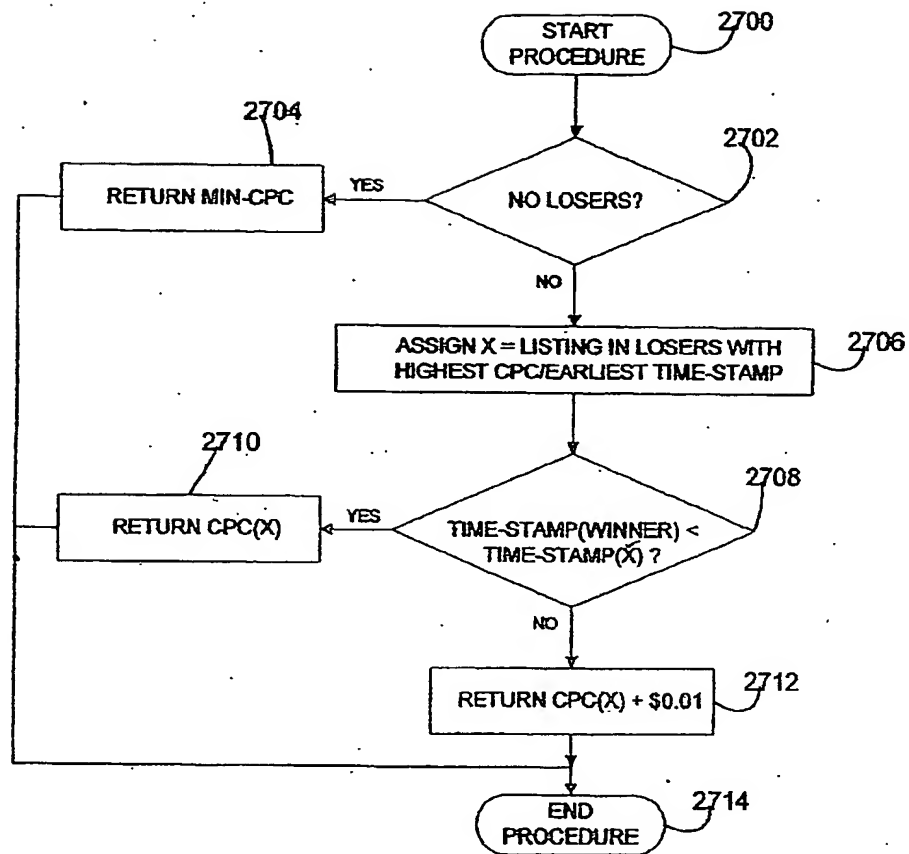 START
PROCEDURE
2700
2702
NO LOSERS?
YES
2704
RETURN MIN-CPC
NO
ASSIGN X = LISTING IN LOSERS WITH
HIGHEST CPC/EARLIEST TIME-STAMP
2706
2708
TIME-STAMP(WINNER) <
TIME-STAMP(X) ?
YES
2710
RETURN CPC(X)
NO
RETURN CPC(X) + $0.01
2712
END
PROCEDURE
2714